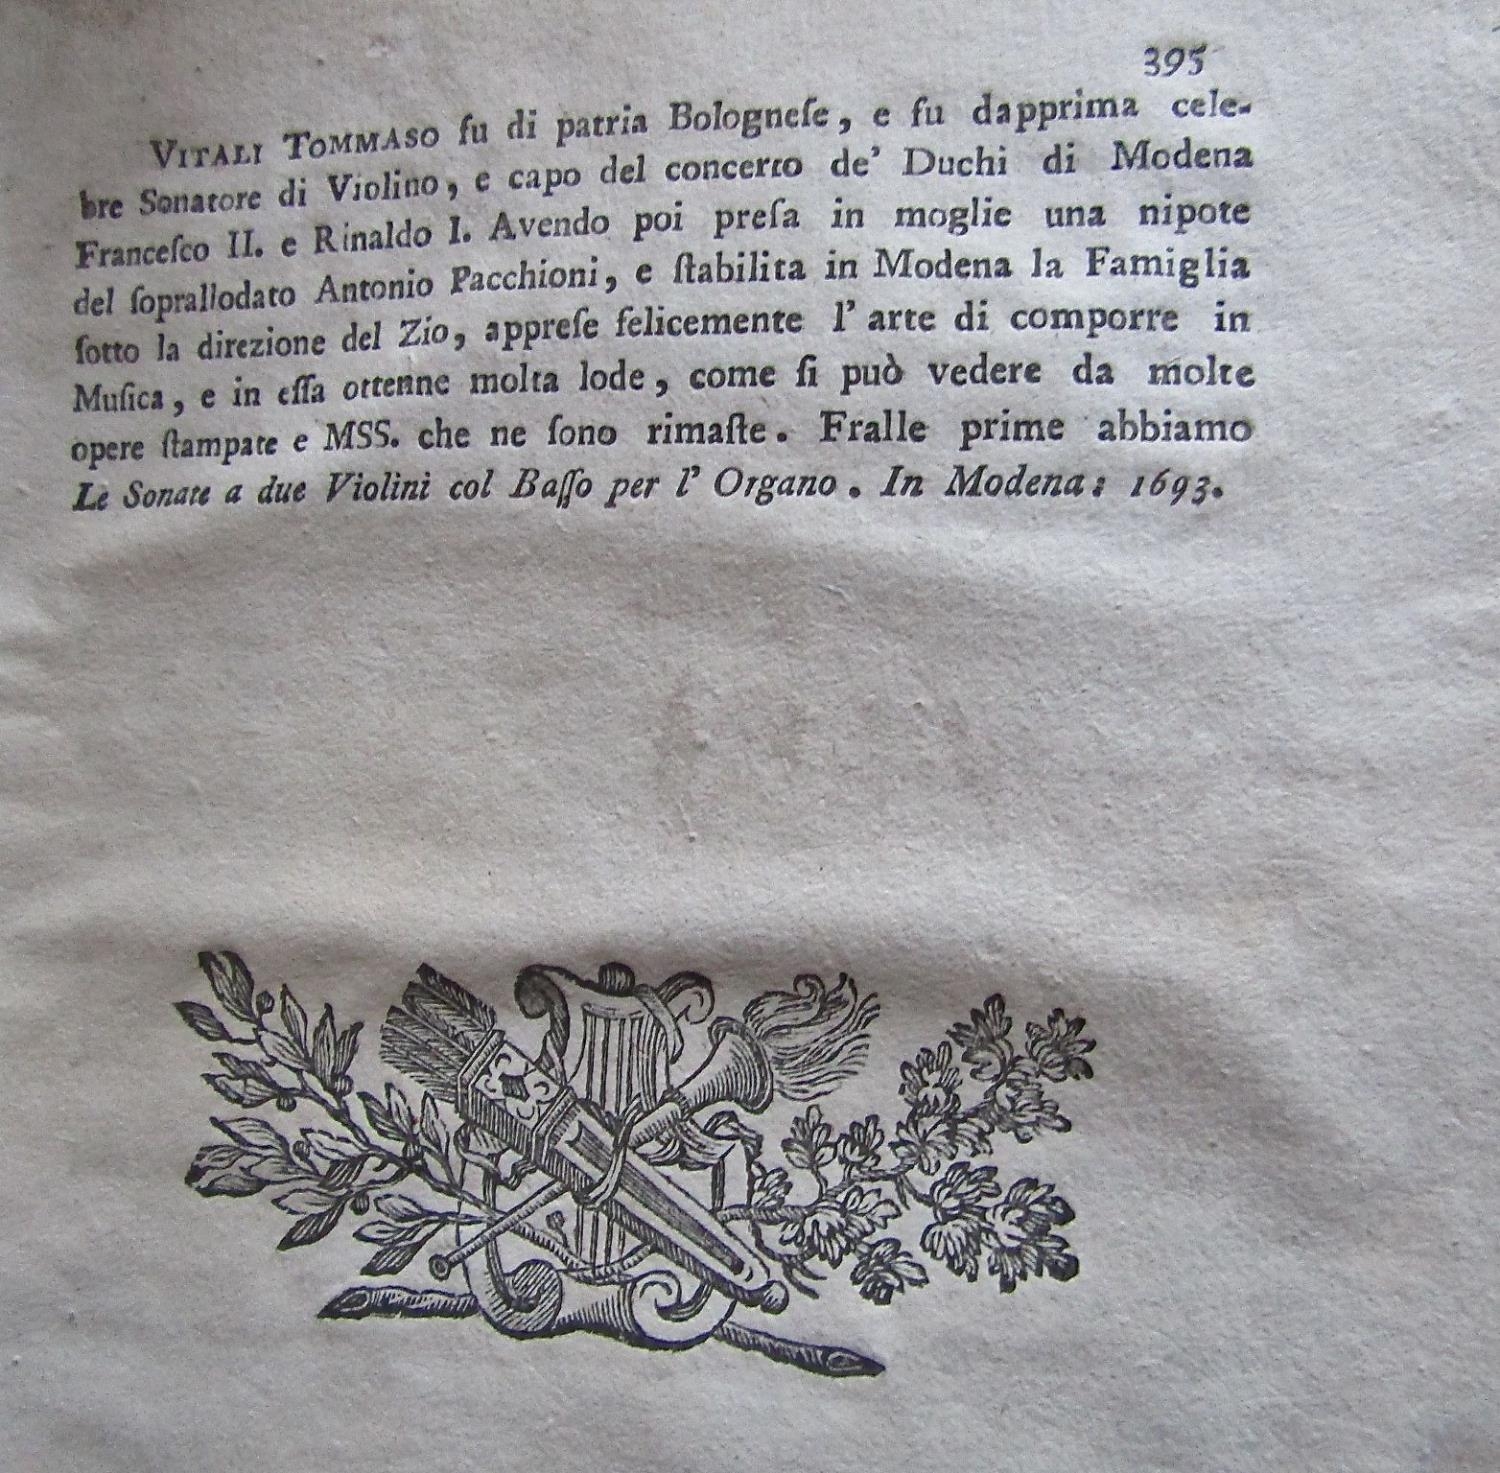 395
VITALI TOMMASO fu di patria Bologneſe, e fu dapprima cele-
bre Sonatore di Violino, e capo del concerto de' Duchi di Modena
Franceſco II. e Rinaldo I. Avendo poi preſa in moglie una nipote
del ſoprallodato Antonio Pacchioni, e ſtabilita in Modena la Famiglia
ſotto la direzione del Zio, appreſe felicemente l' arte di comporre in
Muſica, e in eſſa ottenne molta lode, come ſi può vedere da molte
opere ſtampate e MSS. che ne ſono rimaſte. Fralle prime abbiamo
Le Sonate a due Violini col Baſſo per l' Organo. In Modena: 1693.